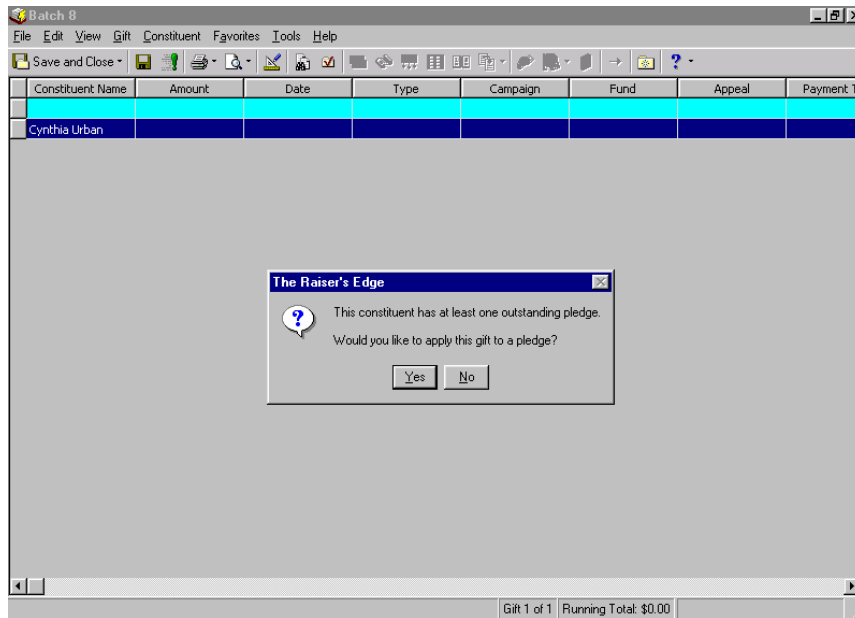 Batch 8
File Edit View Gift Constituent Favorites Tools Help
Save and Close
Constituent Name Amount Date Type Campaign Fund Appeal Payment T
Cynthia Urban
The Raiser's Edge
This constituent has at least one outstanding pledge.
Would you like to apply this gift to a pledge?
Yes No
Gift 1 of 1 Running Total: $0.00